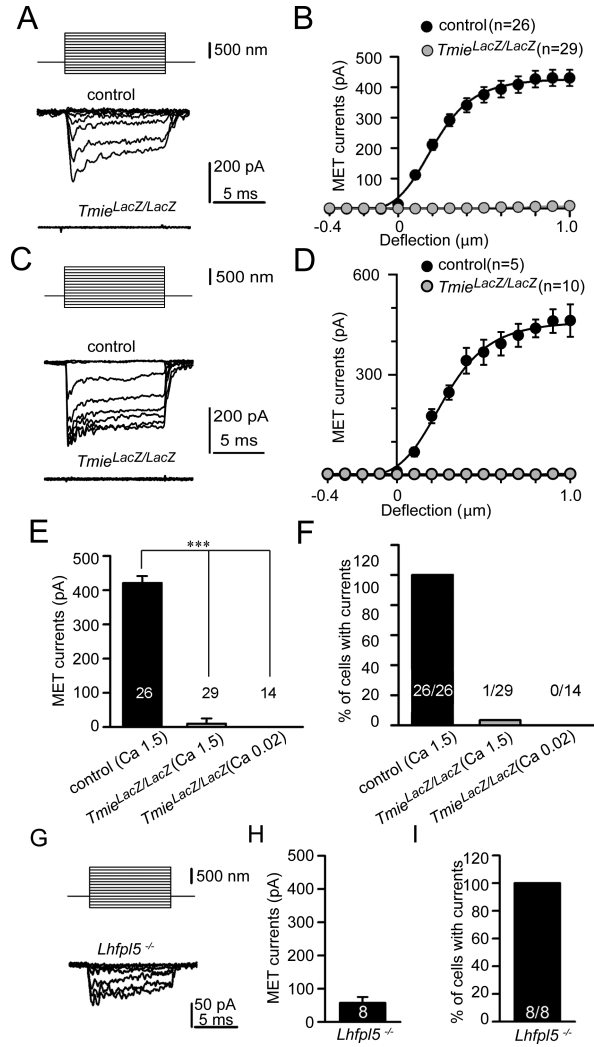 A
500 nm
control
200 pA
5 ms
Tmie LacZ/LacZ
B
control(n=26)
Tmie LacZ/LacZ (n=29)
MET currents (pA)
500
400
300
200
100
-0.4
0
1.0
Deflection (µm)
C
500 nm
control
200 pA
5 ms
Tmie LacZ/LacZ
D
control(n=5)
Tmie LacZ/LacZ (n=10)
MET currents (pA)
600
300
-0.4
0
1.0
Deflection (µm)
E
***
MET currents (pA)
500
400
300
200
100
0
26
29
14
control (Ca 1.5)
Tmie LacZ/LacZ (Ca 1.5)
Tmie LacZ/LacZ (Ca 0.02)
F
% of cells with currents
120
100
80
60
40
20
0
26/26
1/29
0/14
control (Ca 1.5)
Tmie LacZ/LacZ (Ca 1.5)
Tmie LacZ/LacZ (Ca 0.02)
G
500 nm
Lhfpl5 -/-
50 pA
5 ms
H
MET currents (pA)
500
400
300
200
100
0
8
Lhfpl5 -/-
I
% of cells with currents
120
100
80
60
40
20
0
8/8
Lhfpl5 -/-